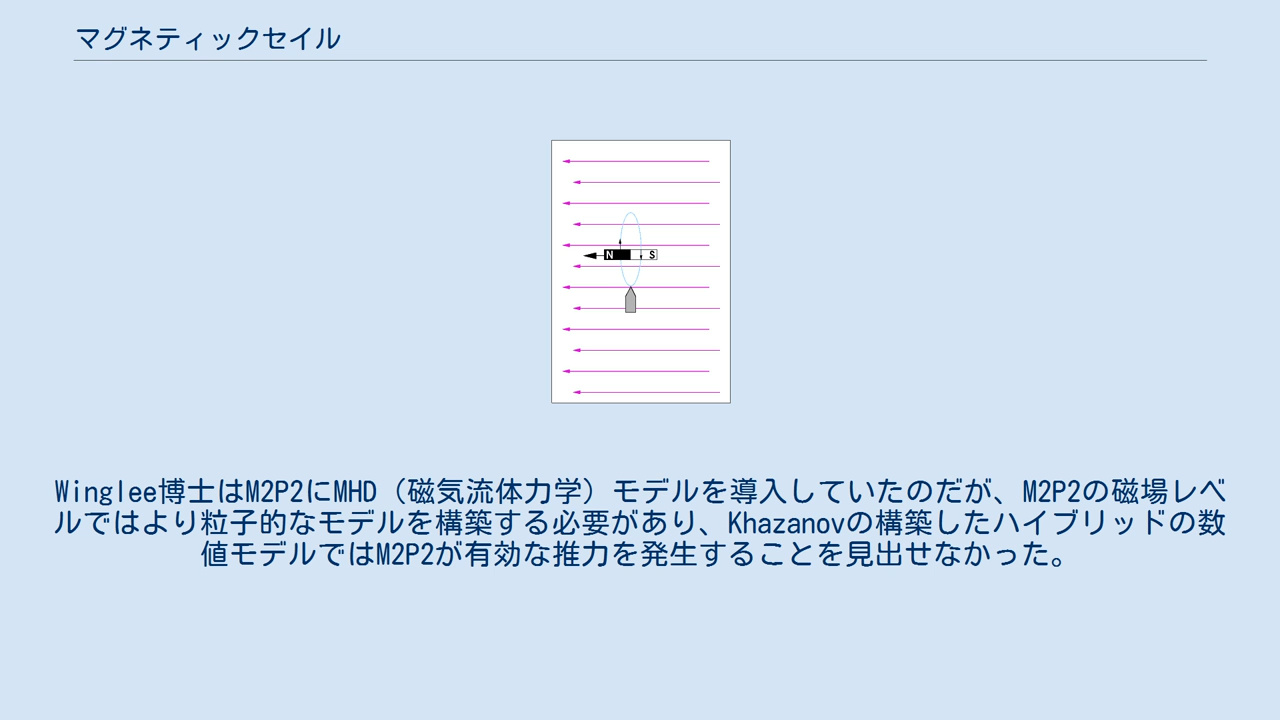 マグネティックセイル
N S
Winglee博士はM2P2にMHD（磁気流体力学）モデルを導入していたのだが、M2P2の磁場レベ
ルではより粒子的なモデルを構築する必要があり、Khazanovの構築したハイブリッドの数
値モデルではM2P2が有効な推力を発生することを見出せなかった。